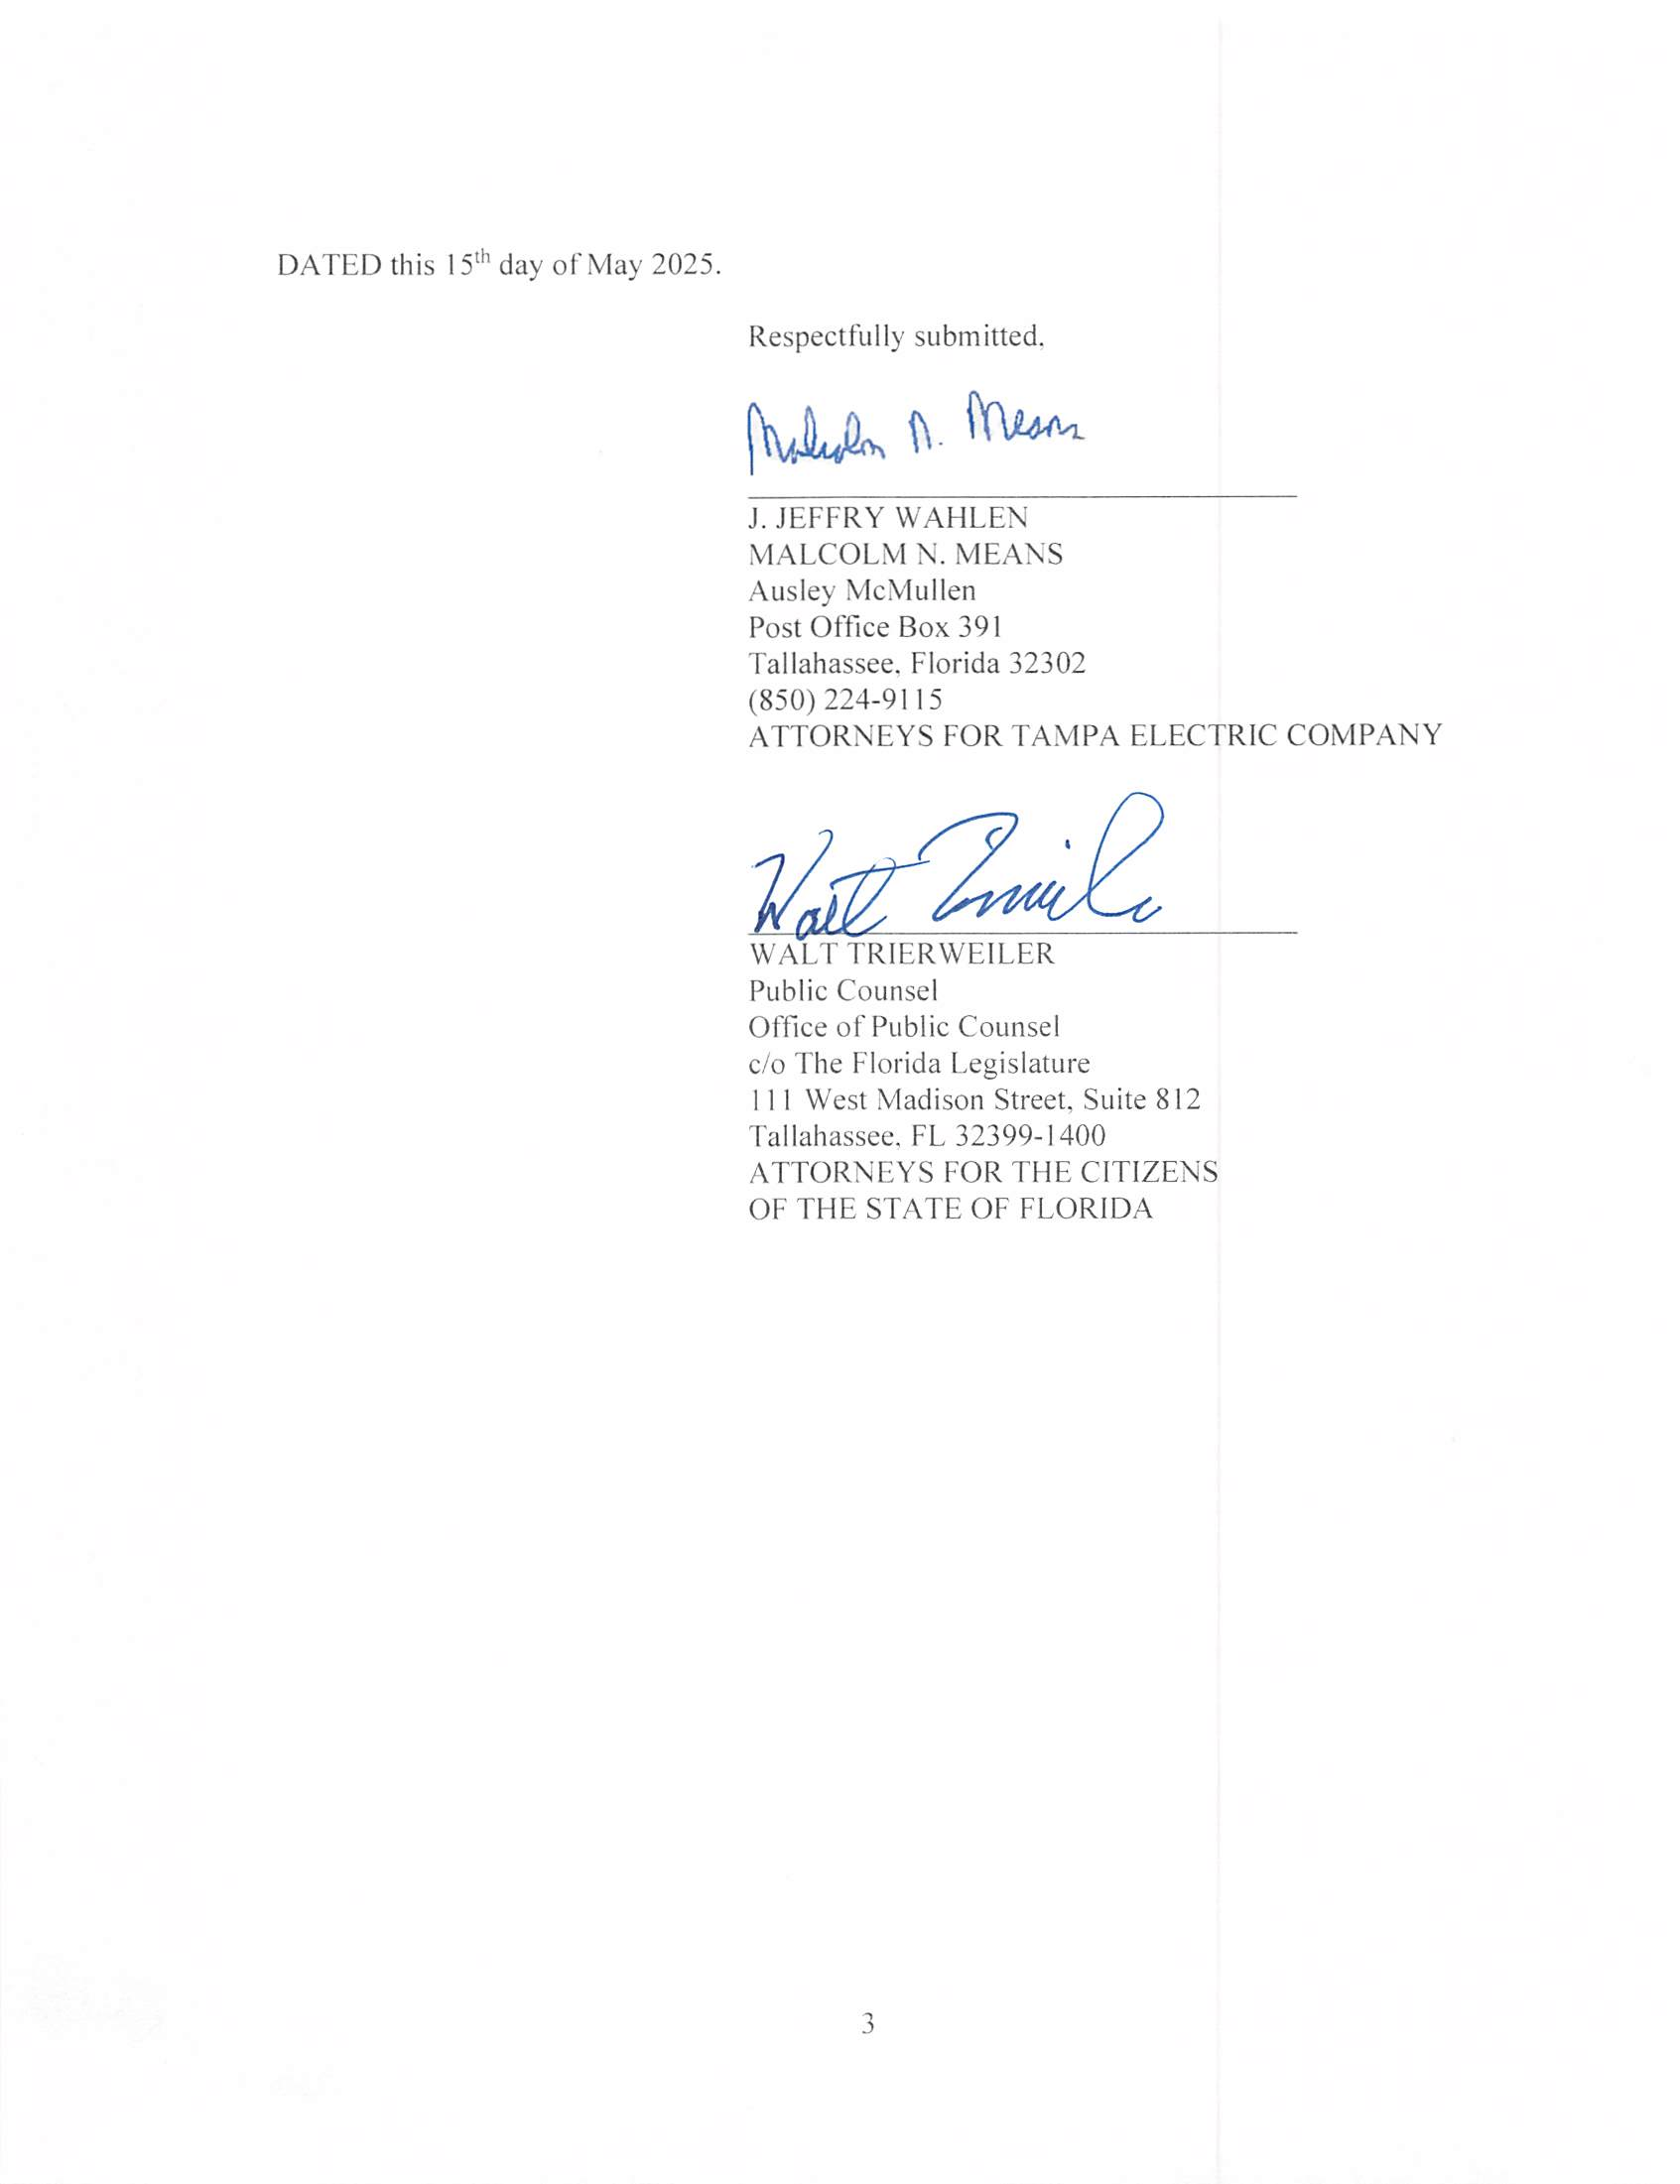 DATED this 15th day of May 2025.
Respectfully submitted,
Malcolm N. Means
J. JEFFRY WAHLEN
MALCOLM N. MEANS
Ausley McMullen
Post Office Box 391
Tallahassee, Florida 32302
(850) 224-9115
ATTORNEYS FOR TAMPA ELECTRIC COMPANY
Walt
WALT TRIERWEILER
Public Counsel
Office of Public Counsel
c/o The Florida Legislature
111 West Madison Street, Suite 812
Tallahassee, FL 32399-1400
ATTORNEYS FOR THE CITIZENS
OF THE STATE OF FLORIDA
3